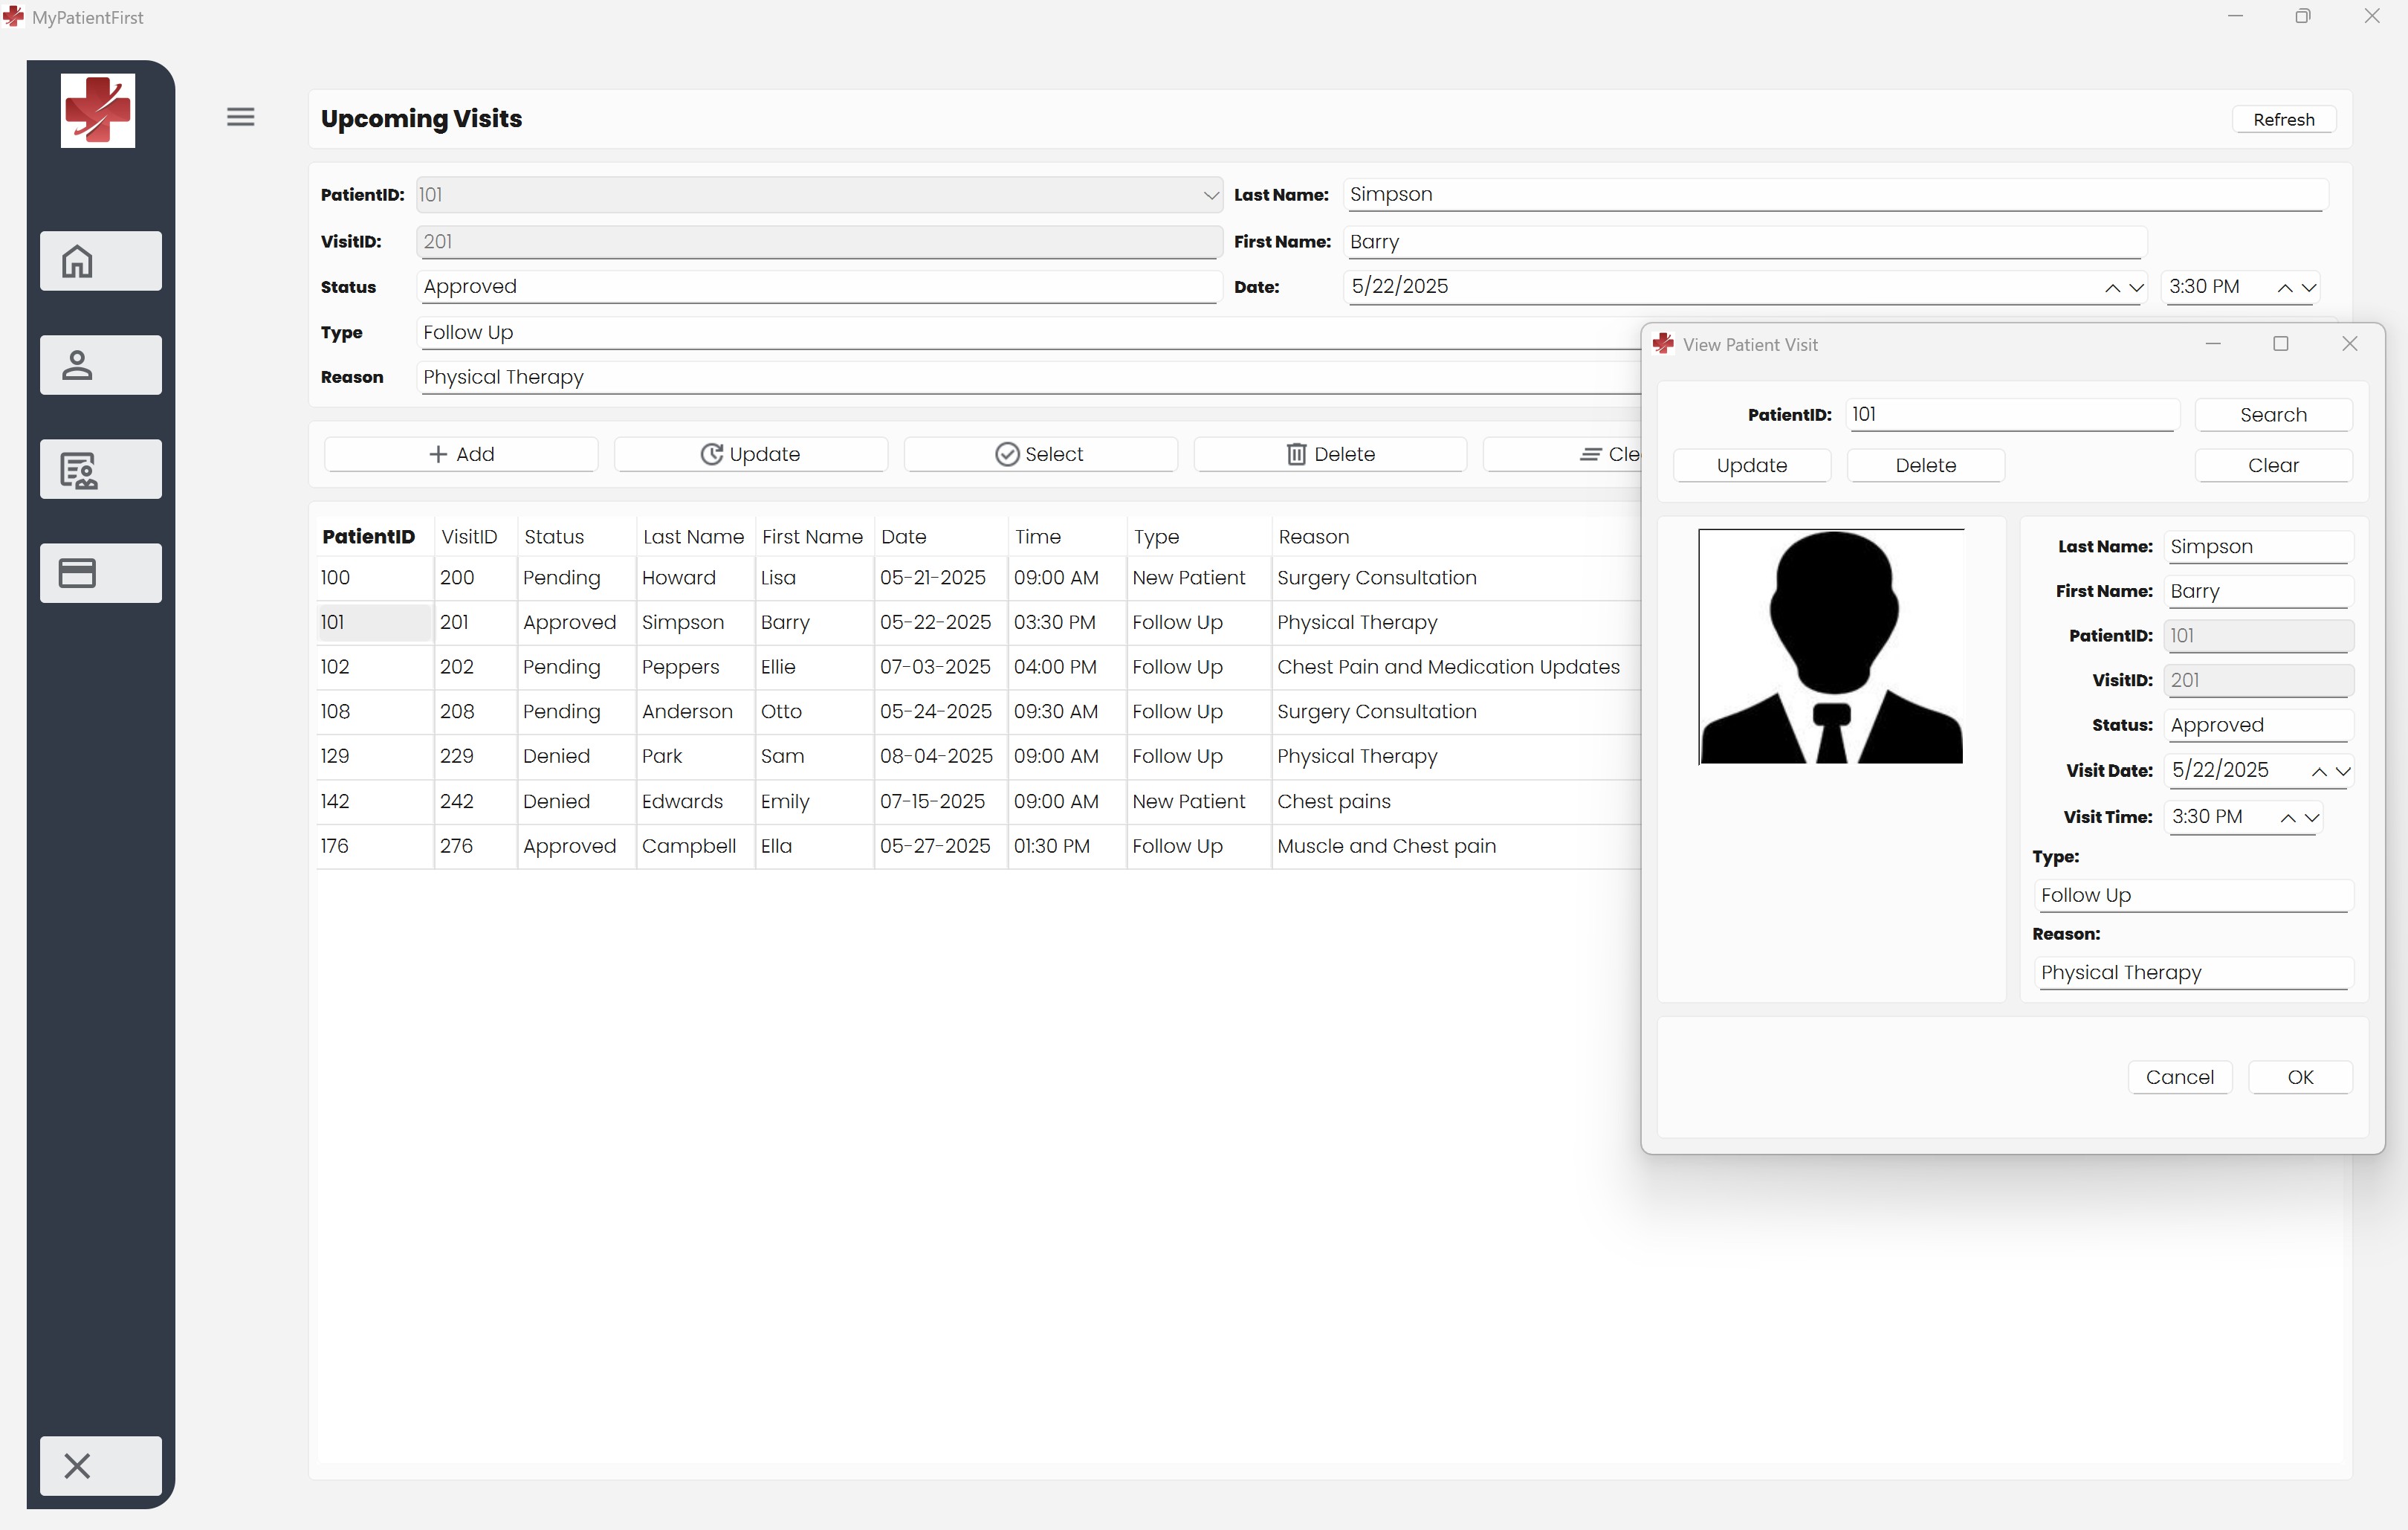 MyPatientFirst
Upcoming Visits
Refresh
PatientID: 101 Last Name: Simpson
VisitID: 201 First Name: Barry
Status Approved Date: 5/22/2025 3:30 PM
Type Follow Up
Reason Physical Therapy
Add Update Select Delete Cle
PatientID VisitID Status Last Name First Name Date Time Type Reason
100 200 Pending Howard Lisa 05-21-2025 09:00 AM New Patient Surgery Consultation
101 201 Approved Simpson Barry 05-22-2025 03:30 PM Follow Up Physical Therapy
102 202 Pending Peppers Ellie 07-03-2025 04:00 PM Follow Up Chest Pain and Medication Updates
108 208 Pending Anderson Otto 05-24-2025 09:30 AM Follow Up Surgery Consultation
129 229 Denied Park Sam 08-04-2025 09:00 AM Follow Up Physical Therapy
142 242 Denied Edwards Emily 07-15-2025 09:00 AM New Patient Chest pains
176 276 Approved Campbell Ella 05-27-2025 01:30 PM Follow Up Muscle and Chest pain
View Patient Visit
PatientID: 101 Search
Update Delete Clear
Last Name: Simpson
First Name: Barry
PatientID: 101
VisitID: 201
Status: Approved
Visit Date: 5/22/2025
Visit Time: 3:30 PM
Type:
Follow Up
Reason:
Physical Therapy
Cancel OK